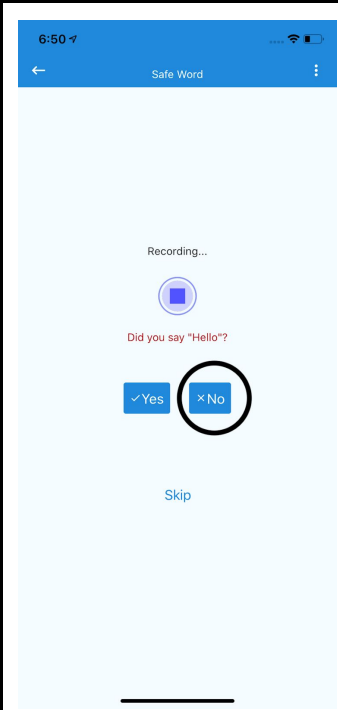 6:50
Safe Word
Recording...
Did you say "Hello"?
Yes
No
Skip